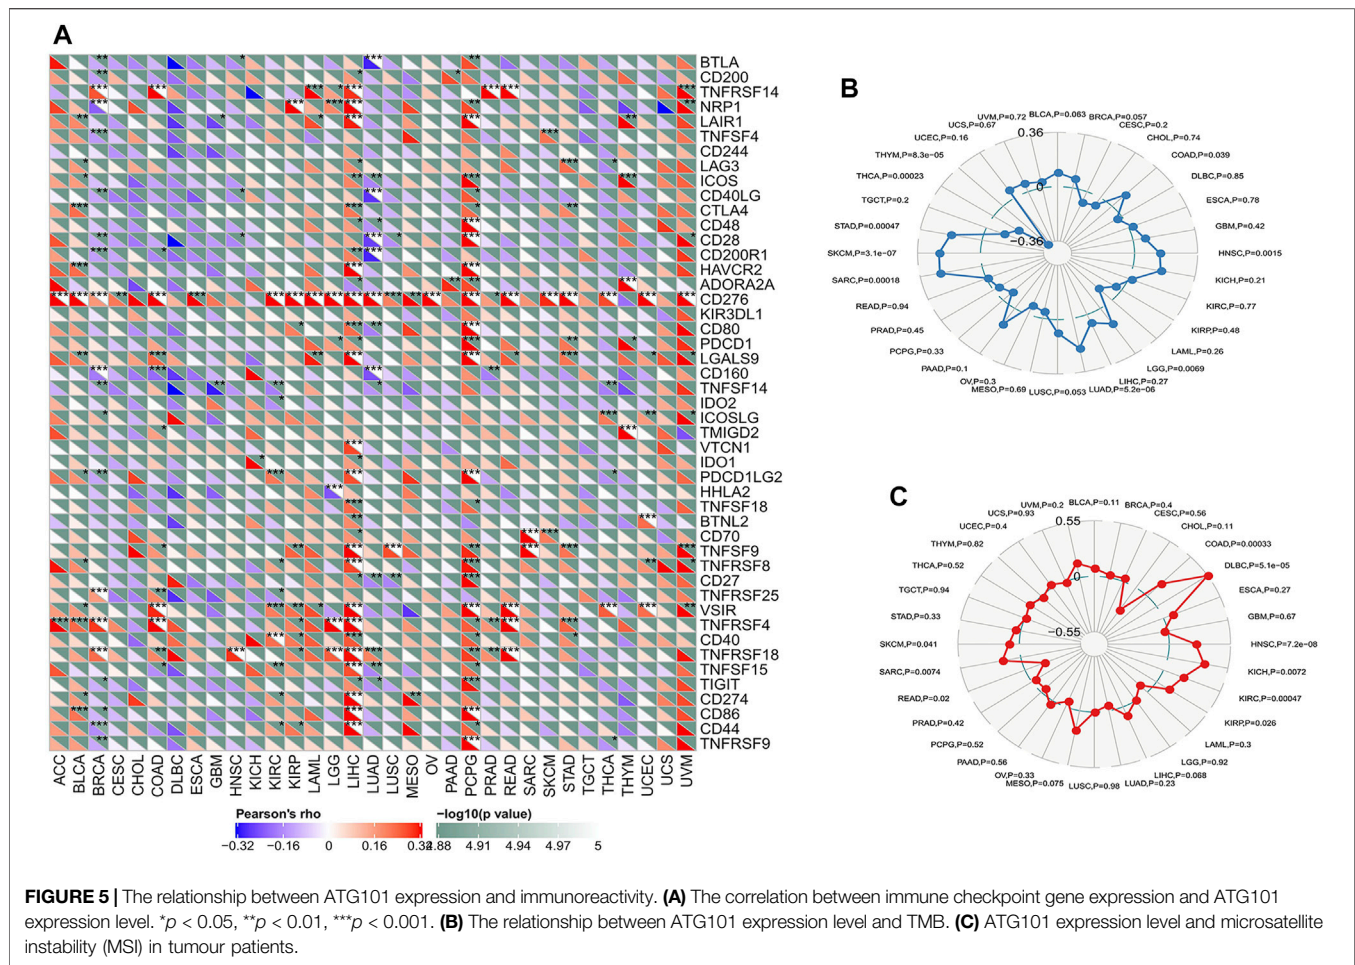 A
BTLA
CD200
TNFRSF14
NRP1
LAIR1
TNFSF4
CD244
LAG3
ICOS
CD40LG
CTLA4
CD48
CD28
CD200R1
HAVCR2
ADORA2A
CD276
KIR3DL1
CD80
PDCD1
LGALS9
CD160
TNFSF14
IDO2
ICOSLG
TMIGD2
VTCN1
IDO1
PDCD1LG2
HHLA2
TNFSF18
BTNL2
CD70
TNFSF9
TNFRSF8
CD27
TNFRSF25
VSIR
TNFRSF4
CD40
TNFRSF18
TNFSF15
TIGIT
CD274
CD86
CD44
TNFRSF9
ACC BLCA BRCA CESC CHOL COAD DLBC ESCA GBM HNSC KICH KIRC KIRP LAML LGG LIHC LUAD LUSC MESO OV PAAD PCPG PRAD READ SARC SKCM STAD TGCT THCA THYM UCEC UCS UVM
Pearson's rho
−0.32 −0.16 0 0.16 0.32
−log10(p value)
4.88 4.91 4.94 4.97 5
B
0.36
0
−0.36
BLCA,P=0.063
BRCA,P=0.057
CESC,P=0.2
CHOL,P=0.74
COAD,P=0.039
DLBC,P=0.85
ESCA,P=0.78
GBM,P=0.42
HNSC,P=0.0015
KICH,P=0.21
KIRC,P=0.77
KIRP,P=0.48
LAML,P=0.26
LGG,P=0.0069
LIHC,P=0.27
LUAD,P=5.2e−06
LUSC,P=0.053
MESO,P=0.69
OV,P=0.3
PAAD,P=0.1
PCPG,P=0.33
PRAD,P=0.45
READ,P=0.94
SARC,P=0.00018
SKCM,P=3.1e−07
STAD,P=0.00047
TGCT,P=0.2
THCA,P=0.00023
THYM,P=8.3e−05
UCEC,P=0.16
UCS,P=0.67
UVM,P=0.72
C
0.55
0
−0.55
BLCA,P=0.11
BRCA,P=0.4
CESC,P=0.56
CHOL,P=0.11
COAD,P=0.00033
DLBC,P=5.1e−05
ESCA,P=0.27
GBM,P=0.67
HNSC,P=7.2e−08
KICH,P=0.0072
KIRC,P=0.00047
KIRP,P=0.026
LAML,P=0.3
LGG,P=0.92
LIHC,P=0.068
LUAD,P=0.23
LUSC,P=0.98
MESO,P=0.075
OV,P=0.33
PAAD,P=0.56
PCPG,P=0.52
PRAD,P=0.42
READ,P=0.02
SARC,P=0.0074
SKCM,P=0.041
STAD,P=0.33
TGCT,P=0.94
THCA,P=0.52
THYM,P=0.82
UCEC,P=0.4
UCS,P=0.93
UVM,P=0.2
FIGURE 5 | The relationship between ATG101 expression and immunoreactivity. (A) The correlation between immune checkpoint gene expression and ATG101
expression level. *p < 0.05, **p < 0.01, ***p < 0.001. (B) The relationship between ATG101 expression level and TMB. (C) ATG101 expression level and microsatellite
instability (MSI) in tumour patients.